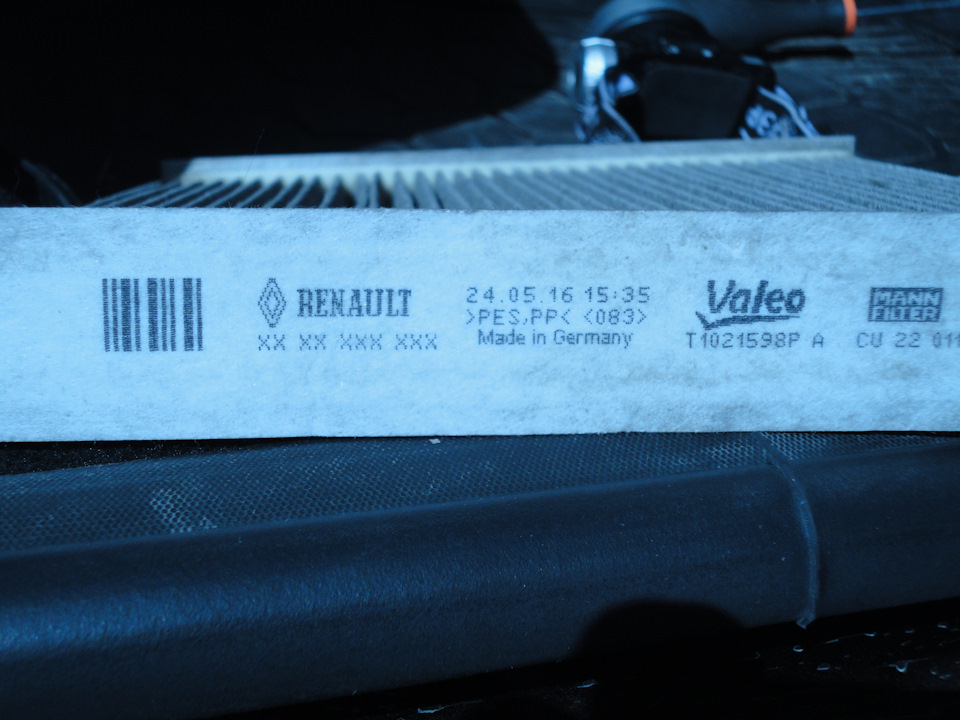 RENAULT
XX XX XXX XXX
24.05.16 15:35
>PES,PP< <083>
Made in Germany
Valeo
T1021598P A
MANN
FILTER
CU 22 011